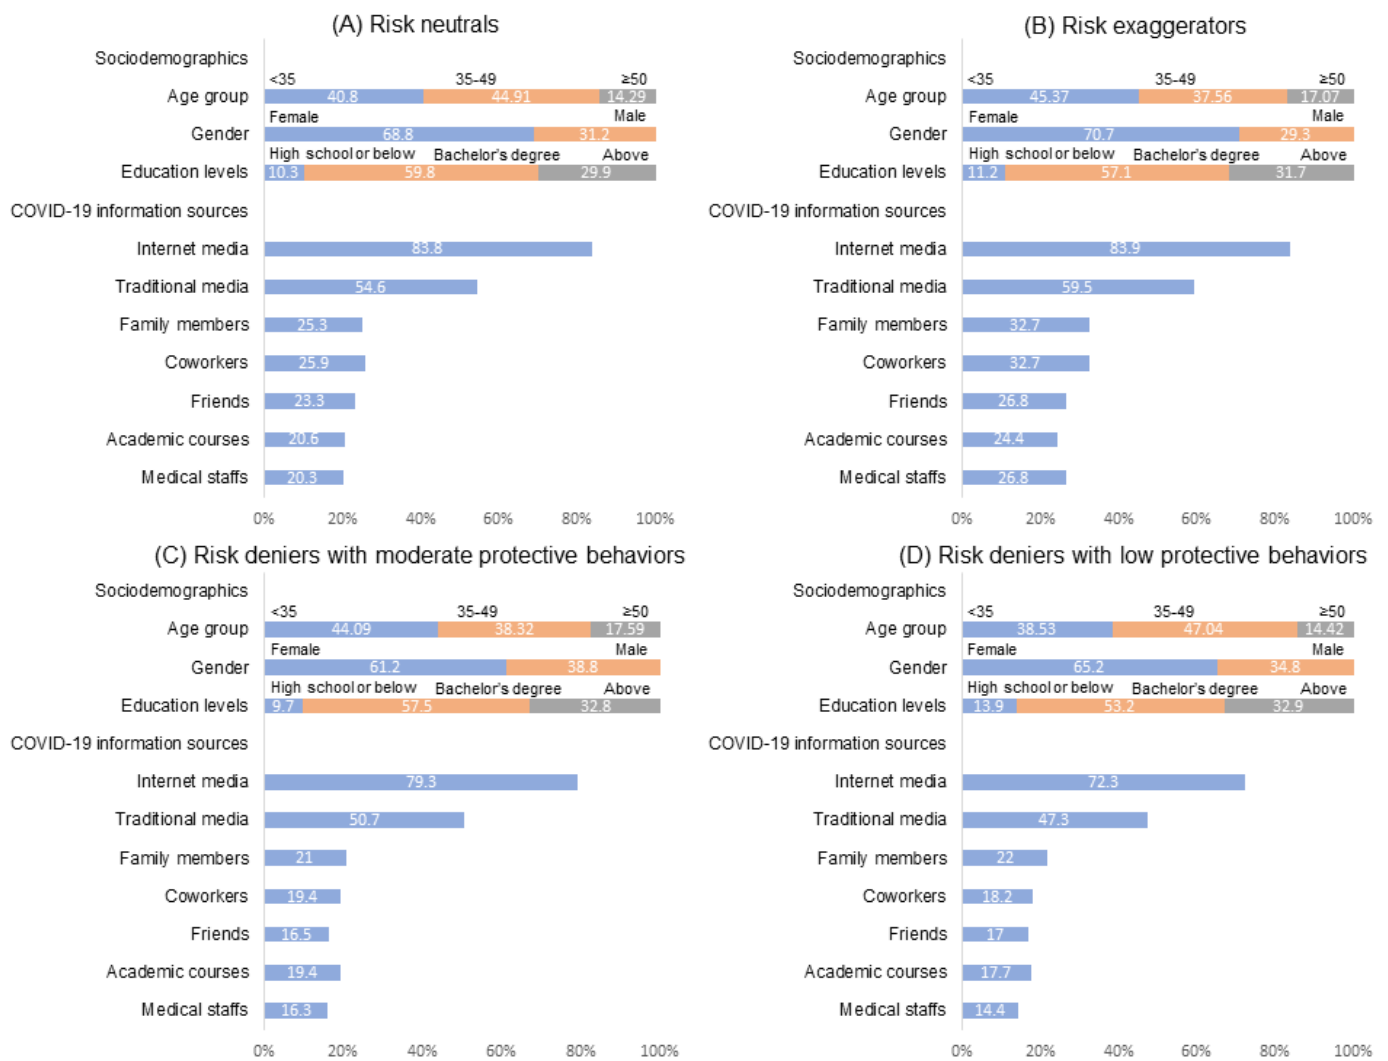 (A) Risk neutrals
Sociodemographics
<35 35-49 ≥50
Age group 40.8 44.91 14.29
Female Male
Gender 68.8 31.2
High school or below Bachelor's degree Above
Education levels 10.3 59.8 29.9
COVID-19 information sources
Internet media 83.8
Traditional media 54.6
Family members 25.3
Coworkers 25.9
Friends 23.3
Academic courses 20.6
Medical staffs 20.3
0% 20% 40% 60% 80% 100%
(B) Risk exaggerators
Sociodemographics
<35 35-49 ≥50
Age group 45.37 37.56 17.07
Female Male
Gender 70.7 29.3
High school or below Bachelor's degree Above
Education levels 11.2 57.1 31.7
COVID-19 information sources
Internet media 83.9
Traditional media 59.5
Family members 32.7
Coworkers 32.7
Friends 26.8
Academic courses 24.4
Medical staffs 26.8
0% 20% 40% 60% 80% 100%
(C) Risk deniers with moderate protective behaviors
Sociodemographics
<35 35-49 ≥50
Age group 44.09 38.32 17.59
Female Male
Gender 61.2 38.8
High school or below Bachelor's degree Above
Education levels 9.7 57.5 32.8
COVID-19 information sources
Internet media 79.3
Traditional media 50.7
Family members 21
Coworkers 19.4
Friends 16.5
Academic courses 19.4
Medical staffs 16.3
0% 20% 40% 60% 80% 100%
(D) Risk deniers with low protective behaviors
Sociodemographics
<35 35-49 ≥50
Age group 38.53 47.04 14.42
Female Male
Gender 65.2 34.8
High school or below Bachelor's degree Above
Education levels 13.9 53.2 32.9
COVID-19 information sources
Internet media 72.3
Traditional media 47.3
Family members 22
Coworkers 18.2
Friends 17
Academic courses 17.7
Medical staffs 14.4
0% 20% 40% 60% 80% 100%